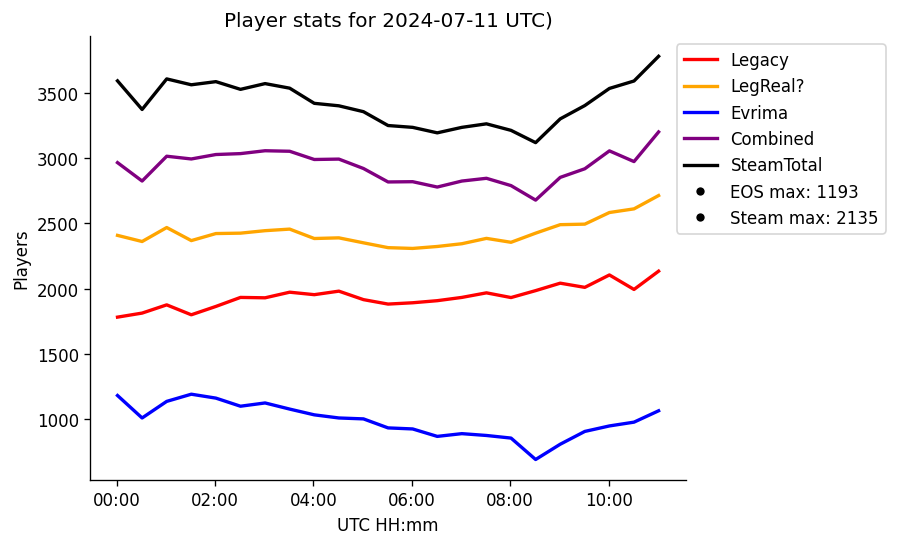 Player stats for 2024-07-11 UTC)
Legacy
LegReal?
Evrima
Combined
SteamTotal
EOS max: 1193
Steam max: 2135
Players
3500
3000
2500
2000
1500
1000
00:00 02:00 04:00 06:00 08:00 10:00
UTC HH:mm